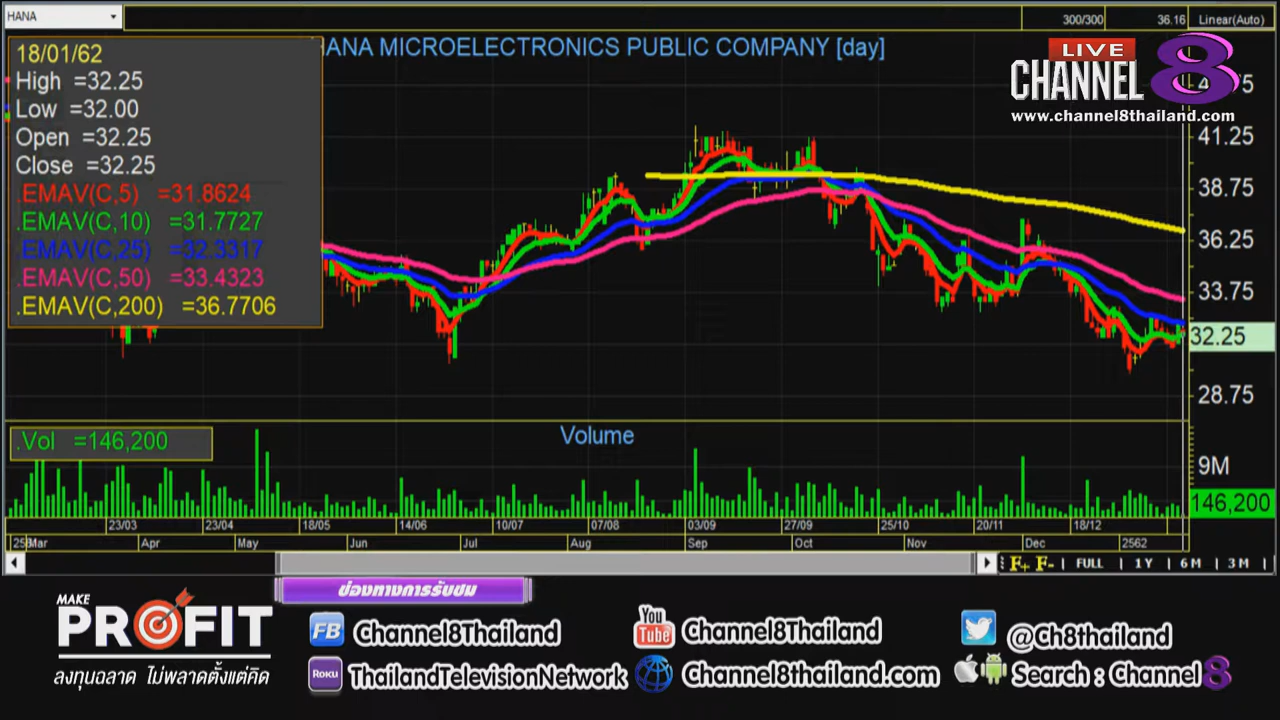 HANA
300/300
36.16
Linear(Auto)
HANA MICROELECTRONICS PUBLIC COMPANY [day]
LIVE
CHANNEL 8
www.channel8thailand.com
18/01/62
High =32.25
Low =32.00
Open =32.25
Close =32.25
.EMAV(C,5) =31.8624
.EMAV(C,10) =31.7727
.EMAV(C,25) =32.3317
.EMAV(C,50) =33.4323
.EMAV(C,200) =36.7706
41.25
38.75
36.25
33.75
32.25
28.75
.Vol =146,200
Volume
9M
146,200
23/03 23/04 18/05 14/06 10/07 07/08 03/09 27/09 25/10 20/11 18/12
Mar Apr May Jun Jul Aug Sep Oct Nov Dec 2562
F+ F- FULL 1Y 6M 3M
ช่องทางการรับชม
MAKE
PROFIT
ลงทุนฉลาด ไม่พลาดตั้งแต่คิด
FB Channel8Thailand
You Tube Channel8Thailand
@Ch8thailand
ROKU ThailandTelevisionNetwork
Channel8thailand.com
Search : Channel 8